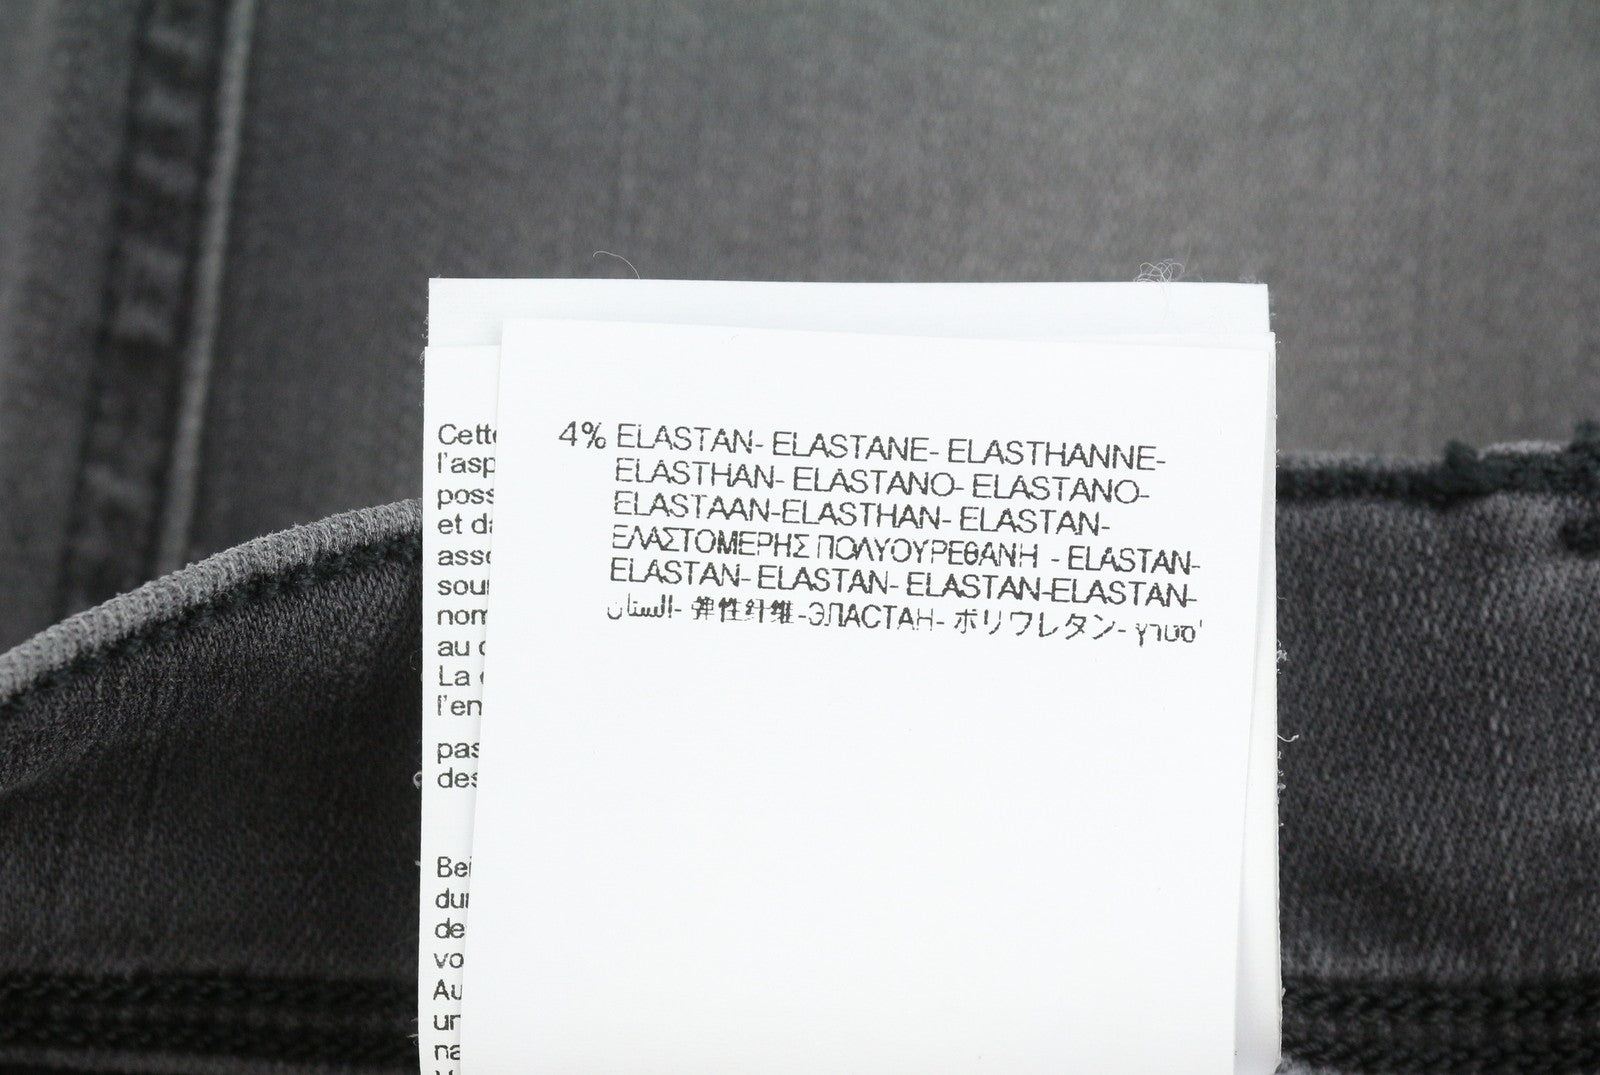 4% ELASTAN- ELASTANE- ELASTHANNE-
ELASTHAN- ELASTANO- ELASTANO-
ELASTAAN-ELASTHAN- ELASTAN-
ΕΛΑΣΤΟΜΕΡΗΣ ΠΟΛΥΟΥΡΕΘΑΝΗ - ELASTAN-
ELASTAN- ELASTAN- ELASTAN-ELASTAN-
الستان- 弹性纤维 -ЭЛАСТАН- ポリウレタン-
Cette
l'asp
poss
et da
asso
sour
nom
au
La
l'en
pas
des
Bei
dur
de
vo
Au
un
na